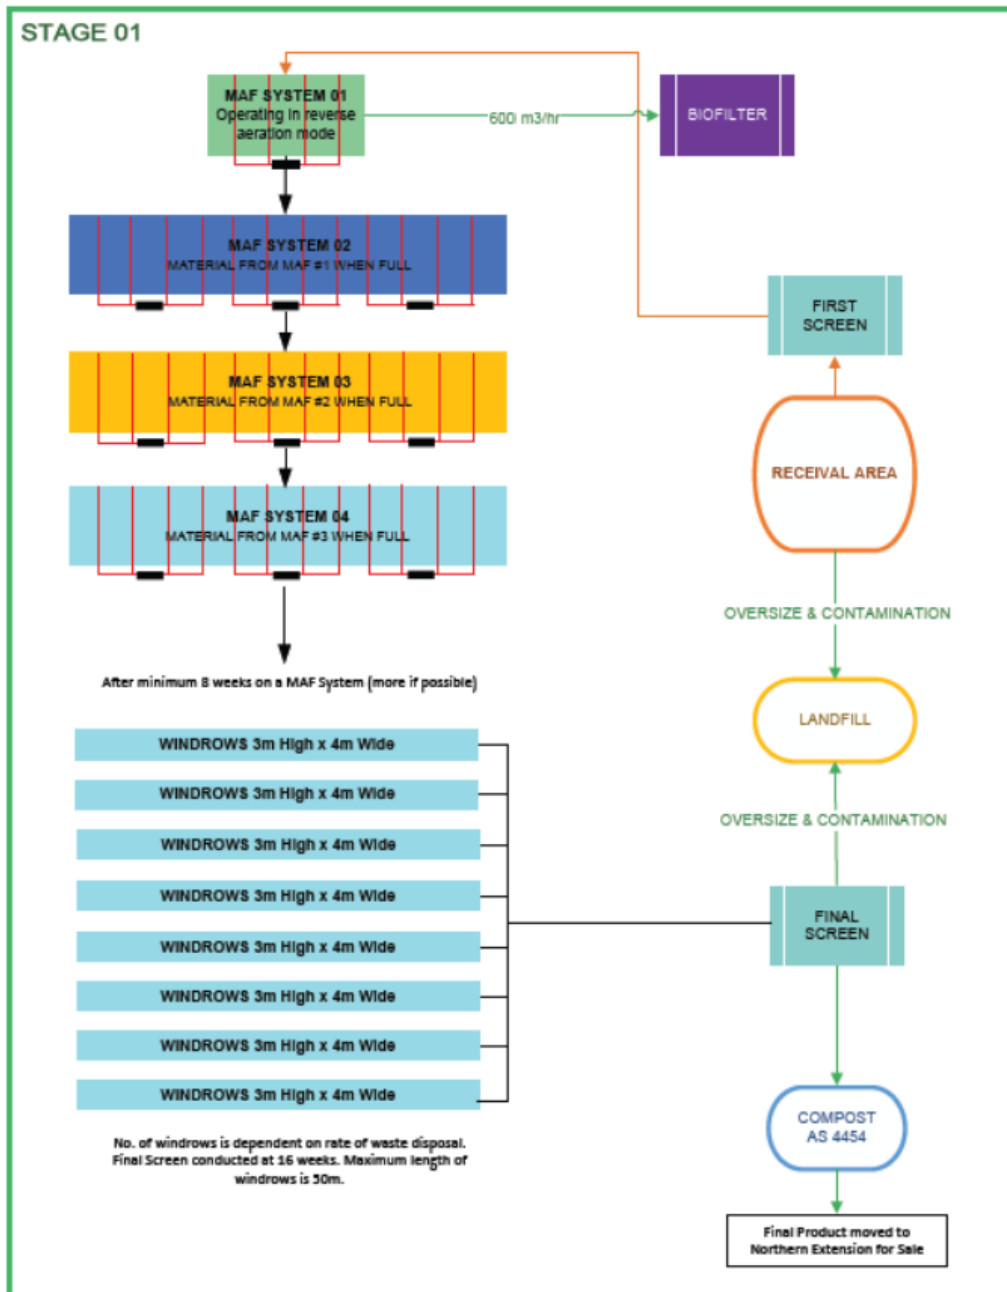 STAGE 01
MAF SYSTEM 01
Operating in reverse
aeration mode
600 m3/hr
BIOFILTER
MAF SYSTEM 02
MATERIAL FROM MAF #1 WHEN FULL
FIRST
SCREEN
MAF SYSTEM 03
MATERIAL FROM MAF #2 WHEN FULL
RECEIVAL AREA
MAF SYSTEM 04
MATERIAL FROM MAF #3 WHEN FULL
OVERSIZE & CONTAMINATION
After minimum 8 weeks on a MAF System (more if possible)
LANDFILL
WINDROWS 3m High x 4m Wide
WINDROWS 3m High x 4m Wide
OVERSIZE & CONTAMINATION
WINDROWS 3m High x 4m Wide
WINDROWS 3m High x 4m Wide
FINAL
SCREEN
WINDROWS 3m High x 4m Wide
WINDROWS 3m High x 4m Wide
WINDROWS 3m High x 4m Wide
WINDROWS 3m High x 4m Wide
COMPOST
AS 4454
No. of windrows is dependent on rate of waste disposal.
Final Screen conducted at 16 weeks. Maximum length of
windrows is 50m.
Final Product moved to
Northern Extension for Sale